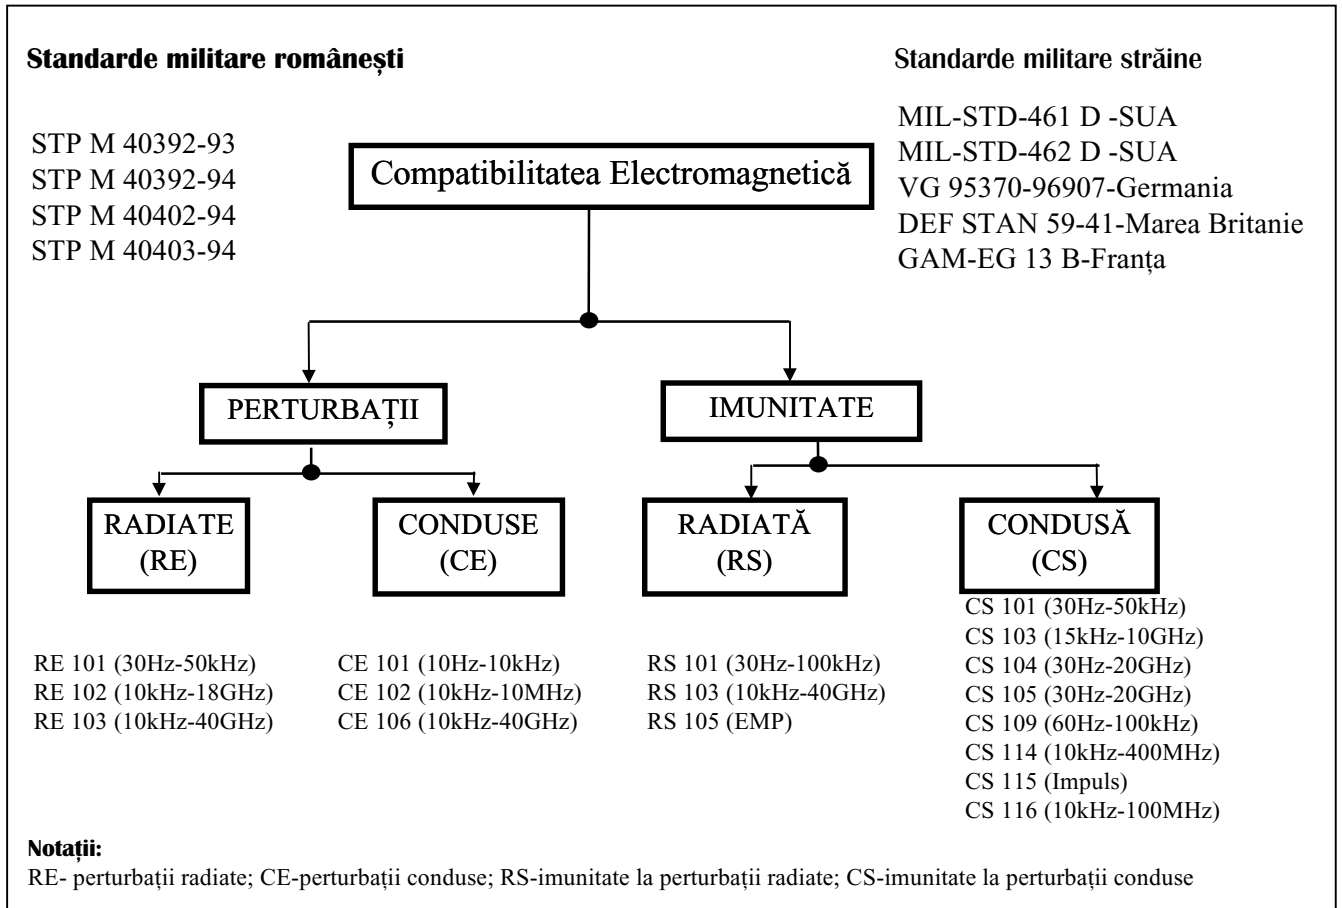 Standarde militare românești
STP M 40392-93
STP M 40392-94
STP M 40402-94
STP M 40403-94
Standarde militare străine
MIL-STD-461 D -SUA
MIL-STD-462 D -SUA
VG 95370-96907-Germania
DEF STAN 59-41-Marea Britanie
GAM-EG 13 B-Franța
Compatibilitatea Electromagnetică
PERTURBAȚII
IMUNITATE
RADIATE
(RE)
CONDUSE
(CE)
RADIATĂ
(RS)
CONDUSĂ
(CS)
RE 101 (30Hz-50kHz)
RE 102 (10kHz-18GHz)
RE 103 (10kHz-40GHz)
CE 101 (10Hz-10kHz)
CE 102 (10kHz-10MHz)
CE 106 (10kHz-40GHz)
RS 101 (30Hz-100kHz)
RS 103 (10kHz-40GHz)
RS 105 (EMP)
CS 101 (30Hz-50kHz)
CS 103 (15kHz-10GHz)
CS 104 (30Hz-20GHz)
CS 105 (30Hz-20GHz)
CS 109 (60Hz-100kHz)
CS 114 (10kHz-400MHz)
CS 115 (Impuls)
CS 116 (10kHz-100MHz)
Notații:
RE- perturbații radiate; CE-perturbații conduse; RS-imunitate la perturbații radiate; CS-imunitate la perturbații conduse